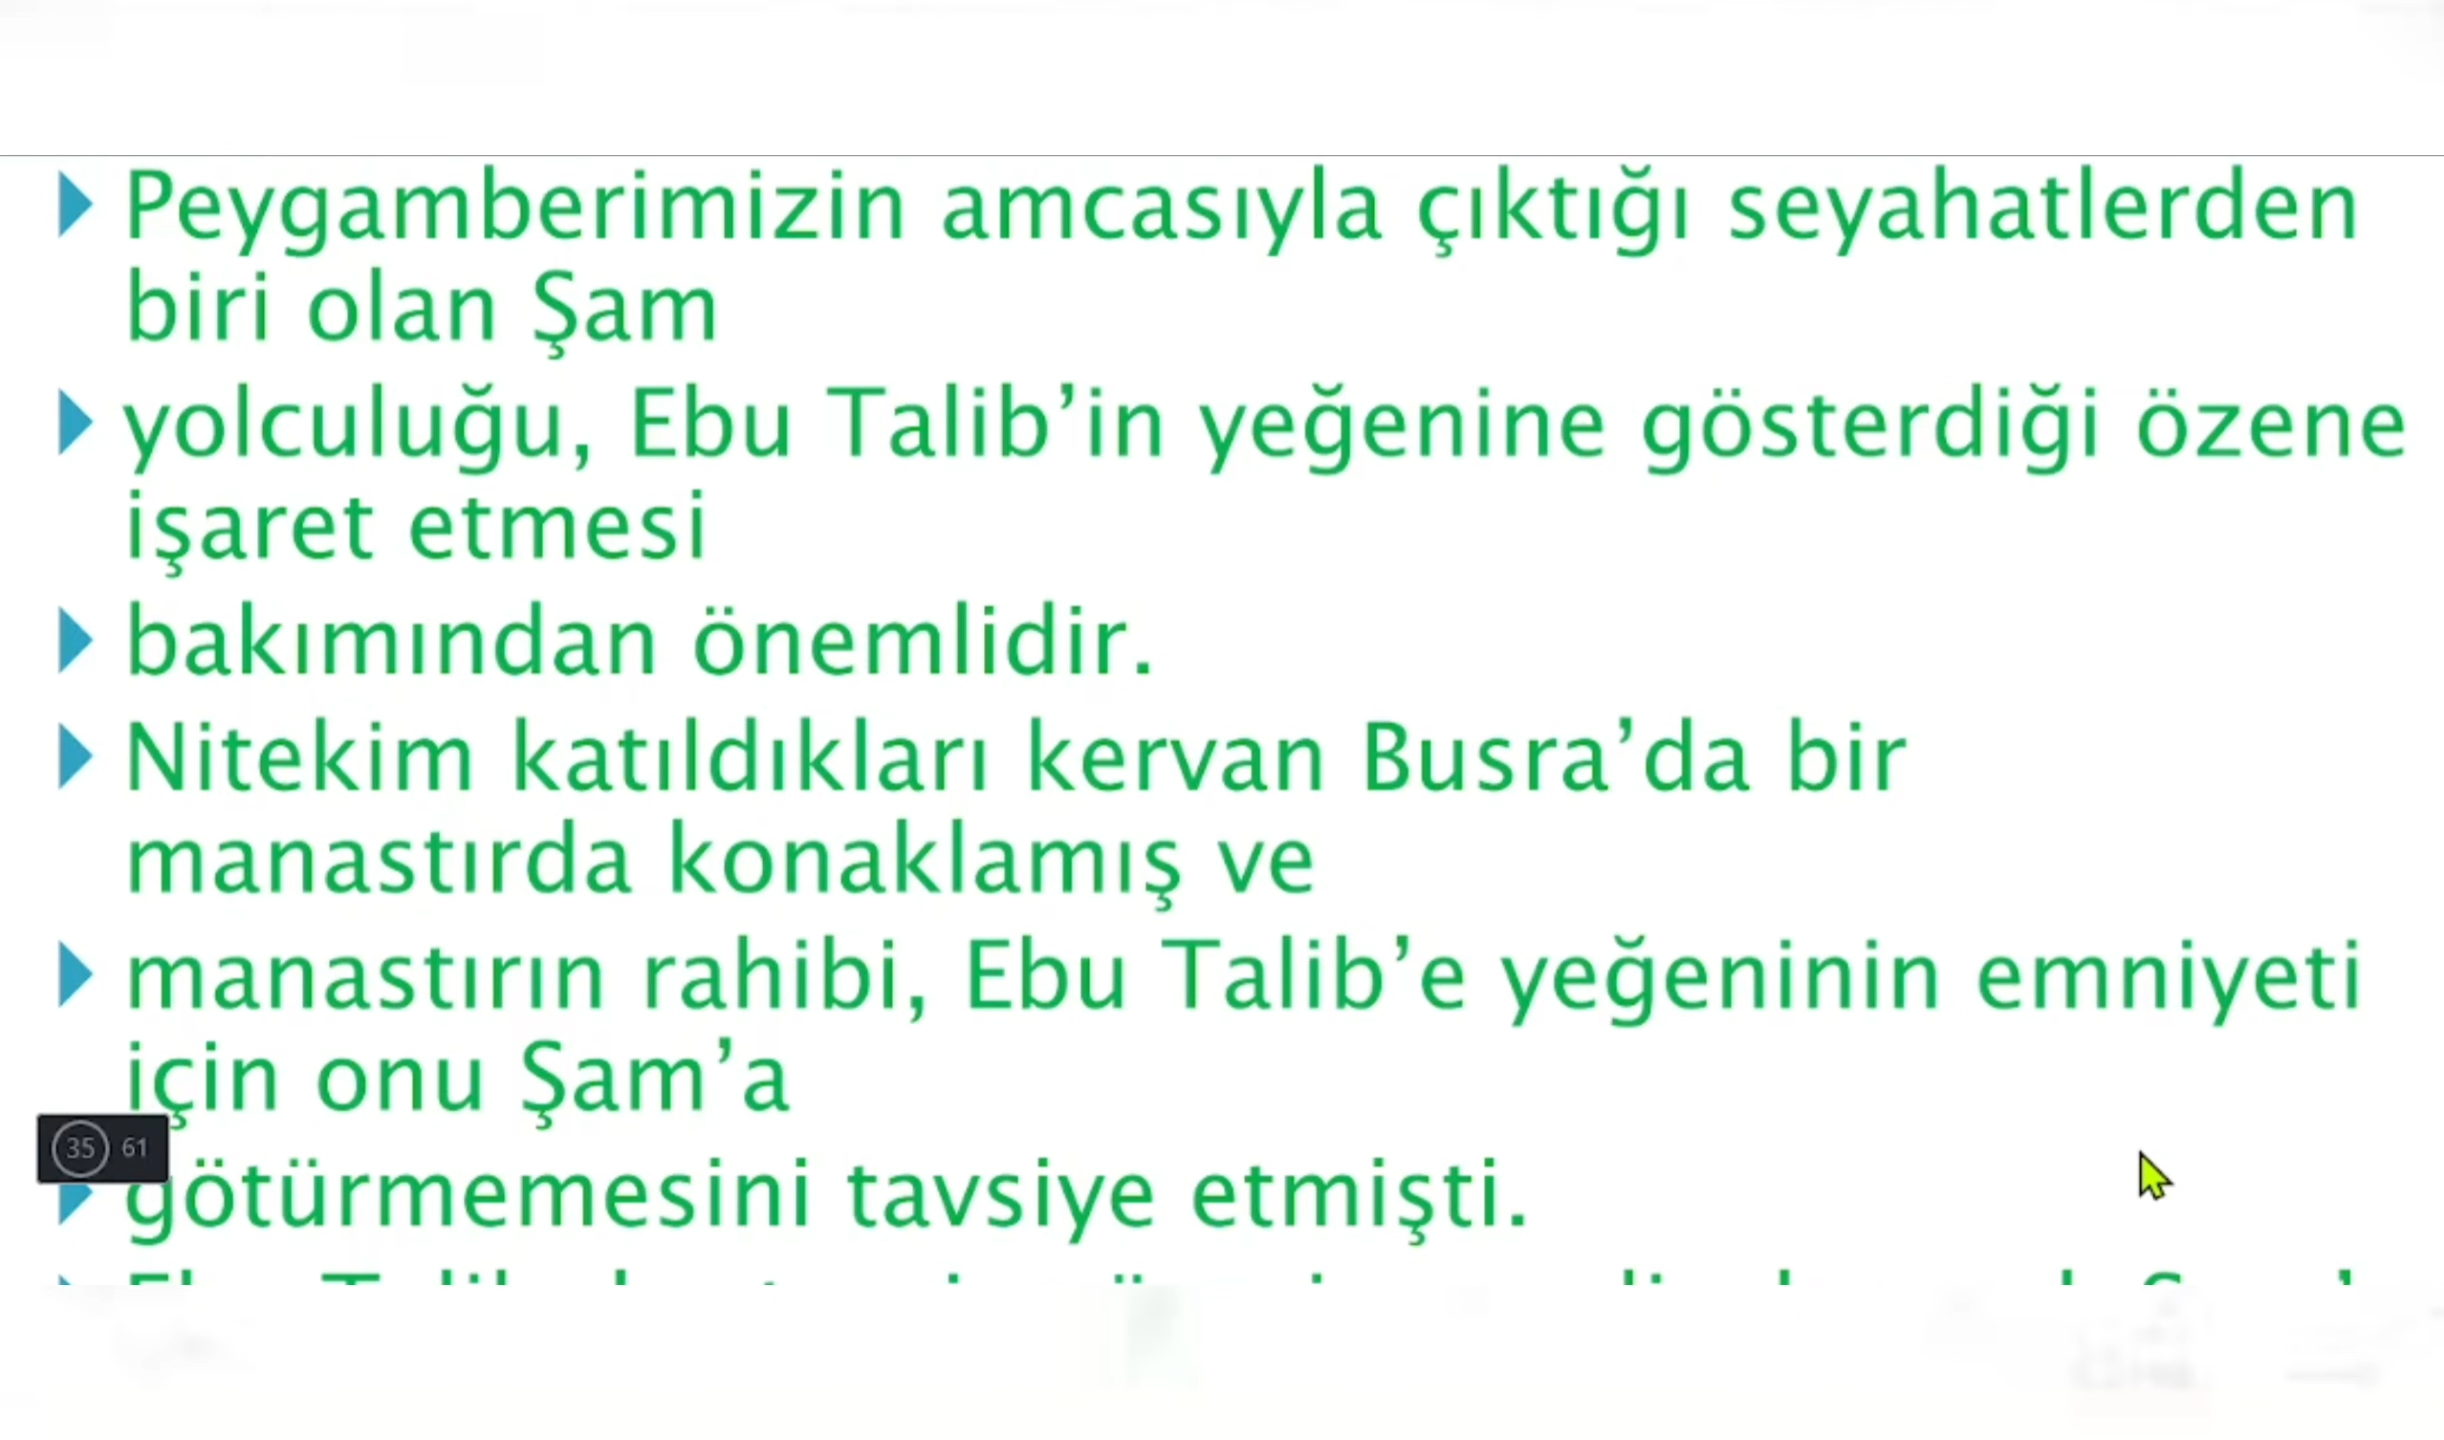 Peygamberimizin amcasıyla çıktığı seyahatlerden
biri olan Şam
yolculuğu, Ebu Talib’in yeğenine gösterdiği özene
işaret etmesi
bakımından önemlidir.
Nitekim katıldıkları kervan Busra’da bir
manastırda konaklamış ve
manastırın rahibi, Ebu Talib’e yeğeninin emniyeti
için onu Şam’a
35 61
götürmemesini tavsiye etmişti.